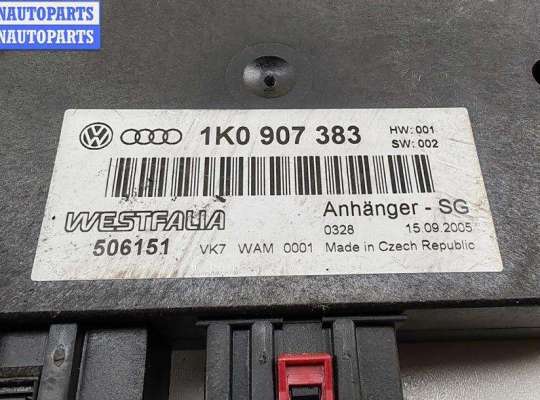 NAUTOPARTS
NAUTOPARTS
1K0 907 383
HW: 001
SW: 002
WESTFALIA
Anhänger - SG
506151
VK7 WAM 0001
0328
15.09.2005
Made in Czech Republic